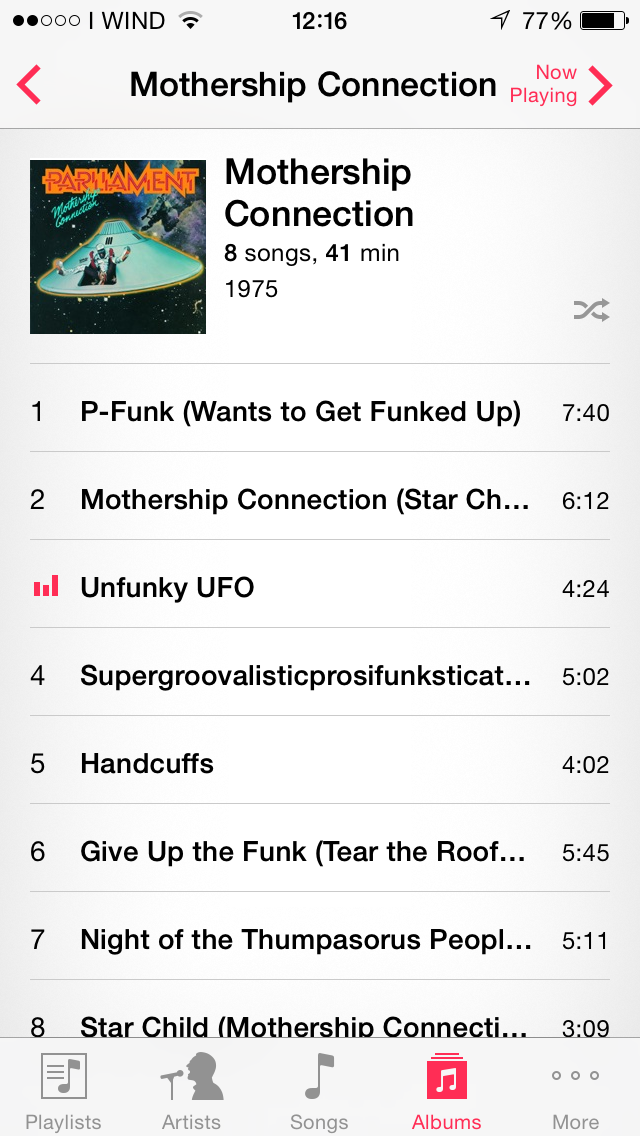 I WIND 12:16 77%
Mothership Connection
Now
Playing
PARLIAMENT
Mothership
Connection
Mothership
Connection
8 songs, 41 min
1975
1 P-Funk (Wants to Get Funked Up) 7:40
2 Mothership Connection (Star Ch... 6:12
Unfunky UFO 4:24
4 Supergroovalisticprosifunksticat... 5:02
5 Handcuffs 4:02
6 Give Up the Funk (Tear the Roof... 5:45
7 Night of the Thumpasorus Peopl... 5:11
8 Star Child (Mothership Connecti... 3:09
Playlists Artists Songs Albums More